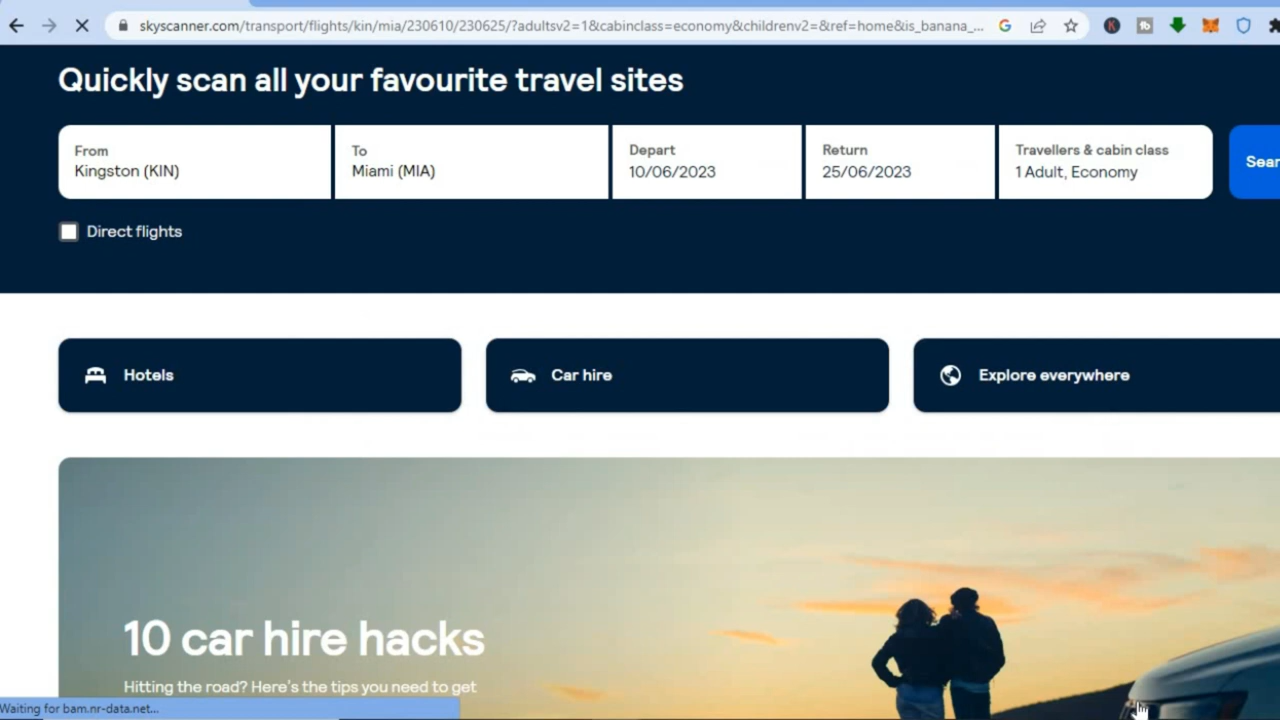 skyscanner.com/transport/flights/kin/mia/230610/230625/?adultsv2=1&cabinclass=economy&childrenv2=&ref=home&is_banana_...
Quickly scan all your favourite travel sites
From
Kingston (KIN)
To
Miami (MIA)
Depart
10/06/2023
Return
25/06/2023
Travellers & cabin class
1 Adult, Economy
Sear
Direct flights
Hotels
Car hire
Explore everywhere
10 car hire hacks
Hitting the road? Here's the tips you need to get
Waiting for bam.nr-data.net...